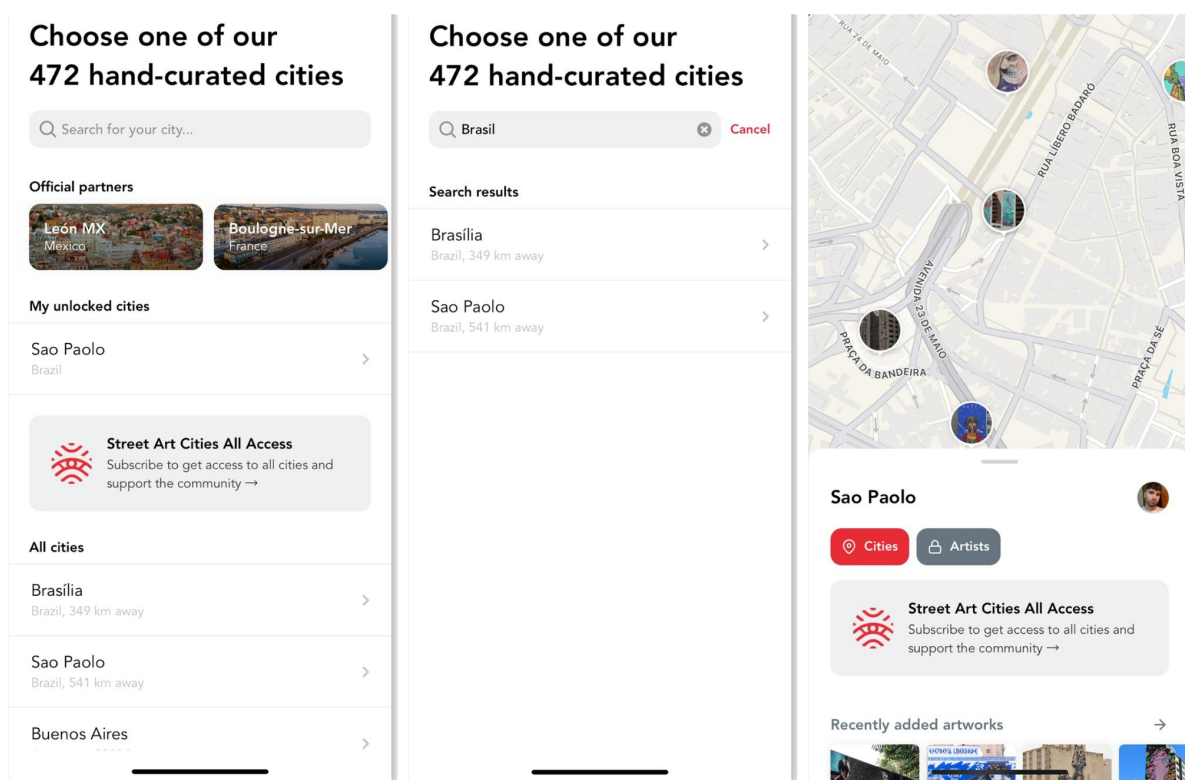 Choose one of our
472 hand-curated cities
Search for your city...
Official partners
León MX
Mexico
Boulogne-sur-Mer
France
My unlocked cities
Sao Paolo
Brazil
Street Art Cities All Access
Subscribe to get access to all cities and
support the community →
All cities
Brasília
Brazil, 349 km away
Sao Paolo
Brazil, 541 km away
Buenos Aires
Choose one of our
472 hand-curated cities
Brasil
Cancel
Search results
Brasília
Brazil, 349 km away
Sao Paolo
Brazil, 541 km away
RUA 24 DE MAIO
RUA LÍBERO BADARÓ
RUA BOA VISTA
AVENIDA 23 DE MAIO
PRAÇA DA BANDEIRA
PRAÇA DA SÉ
Sao Paolo
Cities
Artists
Street Art Cities All Access
Subscribe to get access to all cities and
support the community →
Recently added artworks